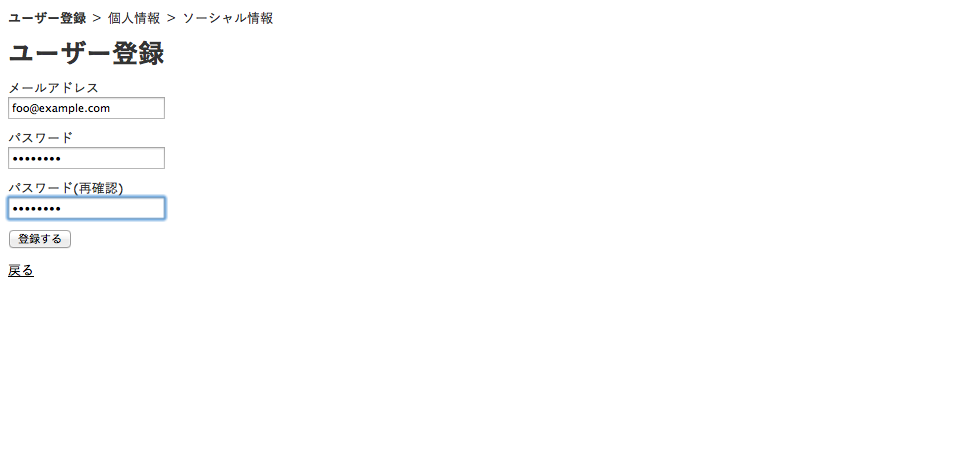 ユーザー登録 > 個人情報 > ソーシャル情報
ユーザー登録
メールアドレス
foo@example.com
パスワード
••••••••
パスワード(再確認)
••••••••
登録する
戻る